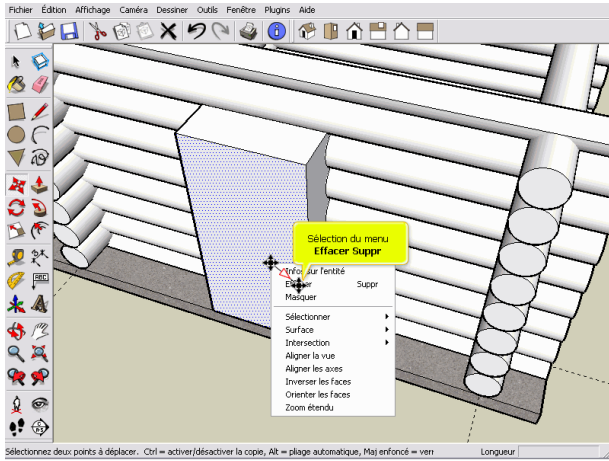 Fichier Édition Affichage Caméra Dessiner Outils Fenêtre Plugins Aide
Sélection du menu
Effacer Suppr
Infos sur l'entité
Suppr
Masquer
Sélectionner
Surface
Intersection
Aligner la vue
Aligner les axes
Inverser les faces
Orienter les faces
Zoom étendu
ABC
Sélectionnez deux points à déplacer. Ctrl = activer/désactiver la copie, Alt = pliage automatique, Maj enfoncé = verr
Longueur